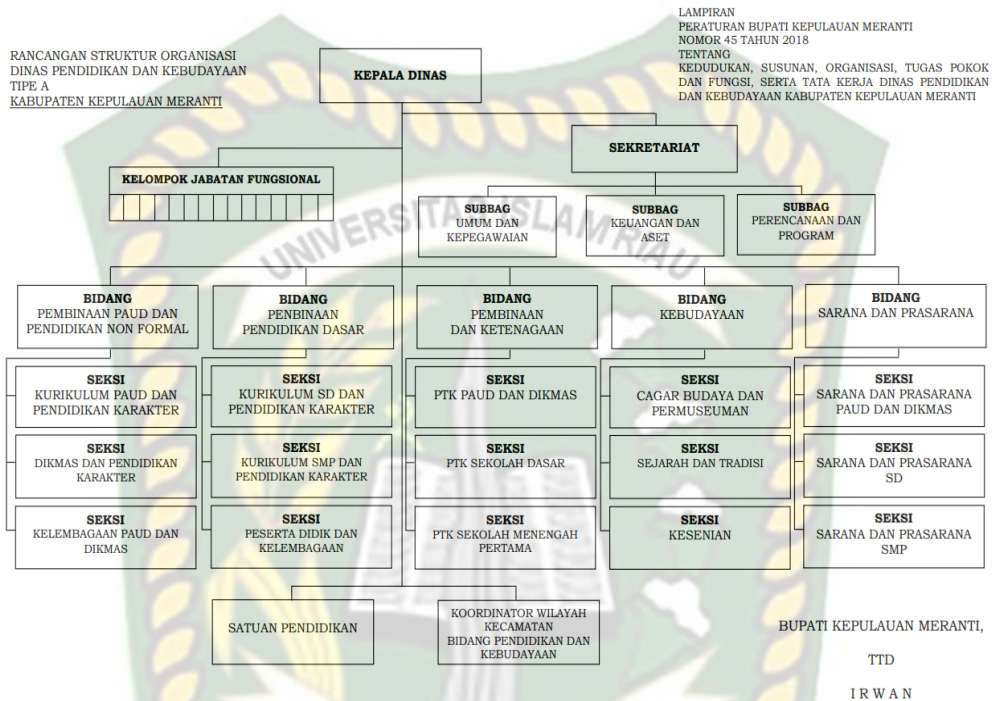 LAMPIRAN
PERATURAN BUPATI KEPULAUAN MERANTI
NOMOR 45 TAHUN 2018
TENTANG
KEDUDUKAN, SUSUNAN, ORGANISASI, TUGAS POKOK
DAN FUNGSI, SERTA TATA KERJA DINAS PENDIDIKAN
DAN KEBUDAYAAN KABUPATEN KEPULAUAN MERANTI
RANCANGAN STRUKTUR ORGANISASI
DINAS PENDIDIKAN DAN KEBUDAYAAN
TIPE A
KABUPATEN KEPULAUAN MERANTI
KEPALA DINAS
SEKRETARIAT
KELOMPOK JABATAN FUNGSIONAL
SUBBAG
UMUM DAN
KEPEGAWAIAN
SUBBAG
KEUANGAN DAN
ASET
SUBBAG
PERENCANAAN DAN
PROGRAM
UNIVERSITAS ISLAM RIAU
BIDANG
PEMBINAAN PAUD DAN
PENDIDIKAN NON FORMAL
BIDANG
PENBINAAN
PENDIDIKAN DASAR
BIDANG
PEMBINAAN
DAN KETENAGAAN
BIDANG
KEBUDAYAAN
BIDANG
SARANA DAN PRASARANA
SEKSI
KURIKULUM PAUD DAN
PENDIDIKAN KARAKTER
SEKSI
KURIKULUM SD DAN
PENDIDIKAN KARAKTER
SEKSI
PTK PAUD DAN DIKMAS
SEKSI
CAGAR BUDAYA DAN
PERMUSEUMAN
SEKSI
SARANA DAN PRASARANA
PAUD DAN DIKMAS
SEKSI
DIKMAS DAN PENDIDIKAN
KARAKTER
SEKSI
KURIKULUM SMP DAN
PENDIDIKAN KARAKTER
SEKSI
PTK SEKOLAH DASAR
SEKSI
SEJARAH DAN TRADISI
SEKSI
SARANA DAN PRASARANA
SD
SEKSI
KELEMBAGAAN PAUD DAN
DIKMAS
SEKSI
PESERTA DIDIK DAN
KELEMBAGAAN
SEKSI
PTK SEKOLAH MENENGAH
PERTAMA
SEKSI
KESENIAN
SEKSI
SARANA DAN PRASARANA
SMP
SATUAN PENDIDIKAN
KOORDINATOR WILAYAH
KECAMATAN
BIDANG PENDIDIKAN DAN
KEBUDAYAAN
BUPATI KEPULAUAN MERANTI,
TTD
I R W A N